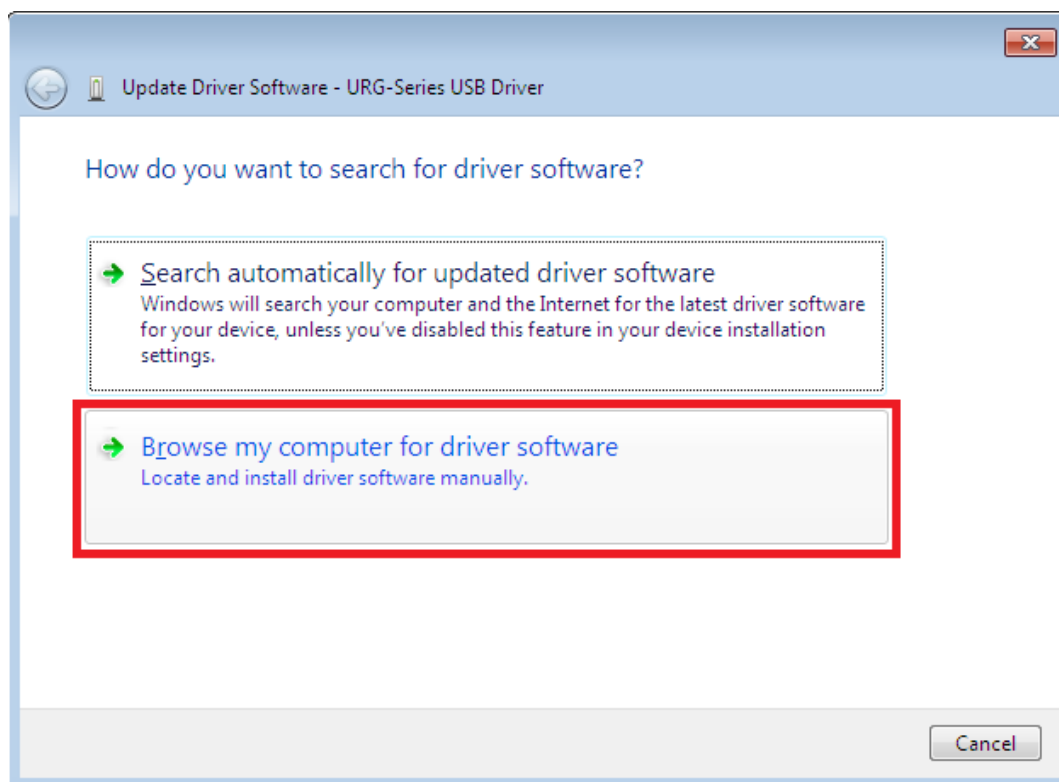 Update Driver Software - URG-Series USB Driver
How do you want to search for driver software?
Search automatically for updated driver software
Windows will search your computer and the Internet for the latest driver software
for your device, unless you've disabled this feature in your device installation
settings.
Browse my computer for driver software
Locate and install driver software manually.
Cancel